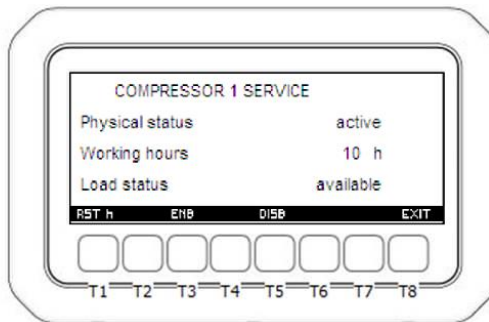 COMPRESSOR 1 SERVICE
Physical status active
Working hours 10 h
Load status available
RST h ENB DISB EXIT
T1 T2 T3 T4 T5 T6 T7 T8